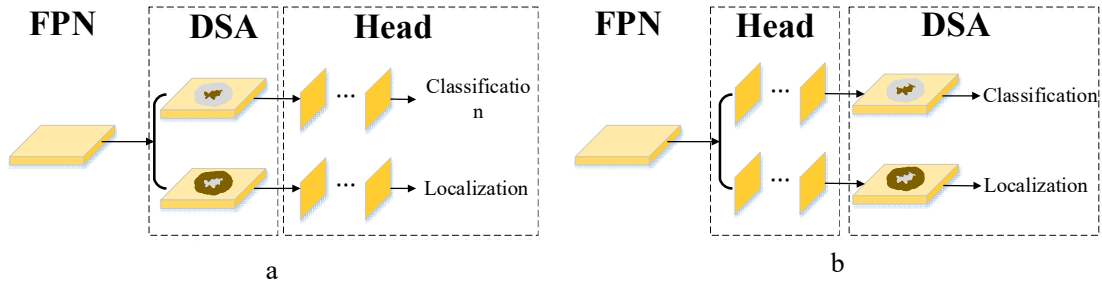 FPN DSA Head
Classificatio
n
Localization
a
FPN Head DSA
Classification
Localization
b